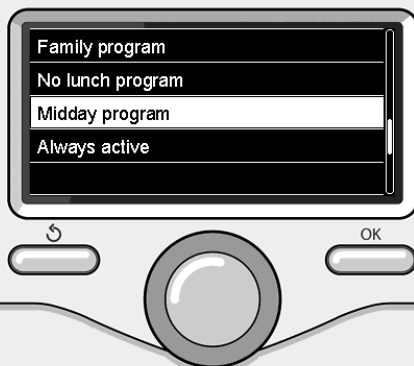 Family program
No lunch program
Midday program
Always active
OK